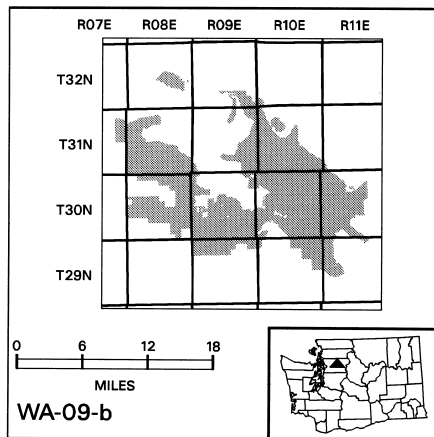 R07E R08E R09E R10E R11E
T32N
T31N
T30N
T29N
0 6 12 18
MILES
WA-09-b